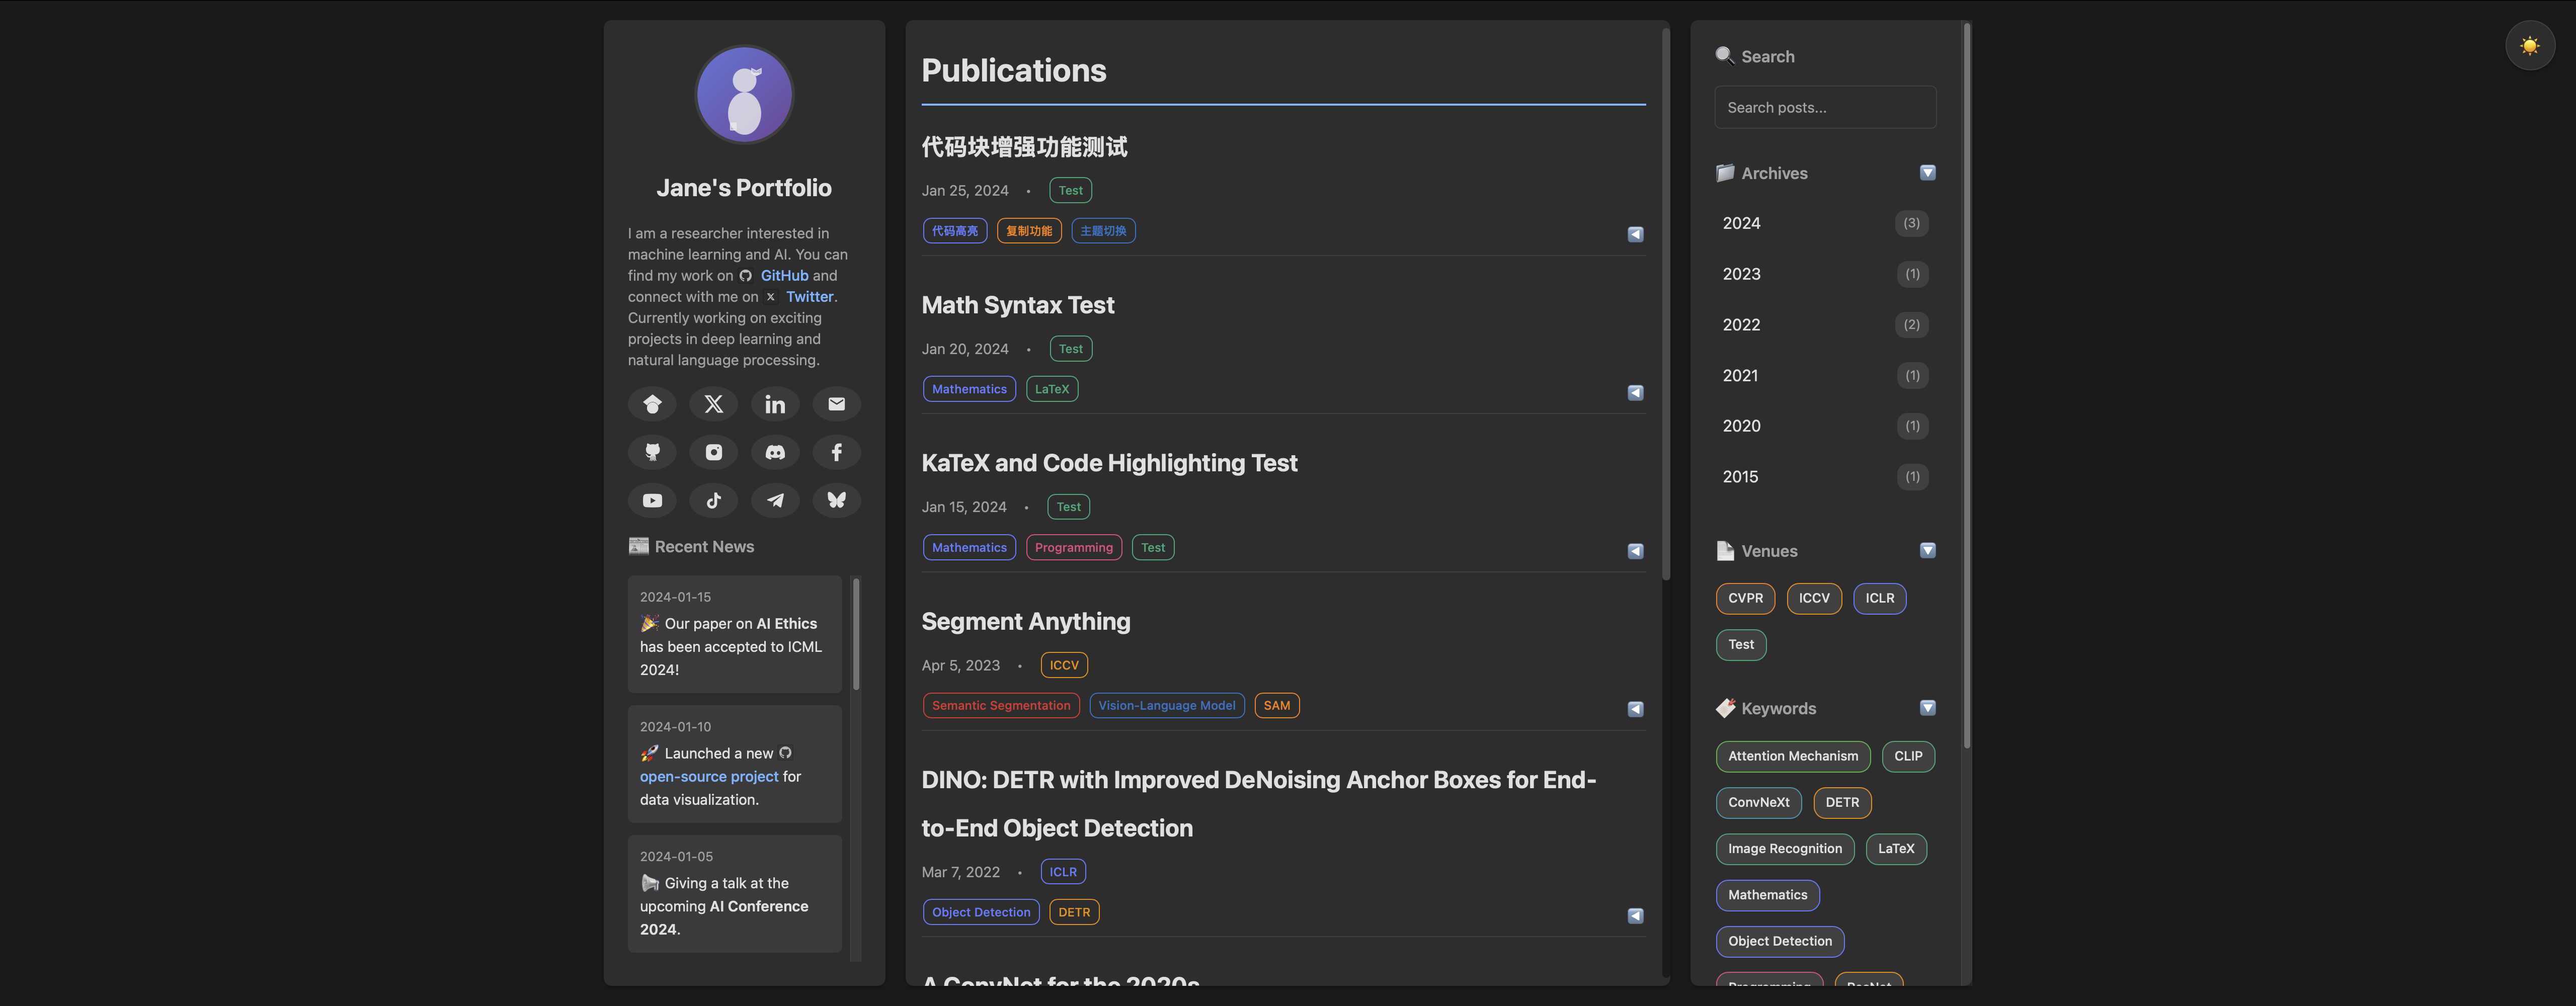 Jane's Portfolio
I am a researcher interested in
machine learning and AI. You can
find my work on GitHub and
connect with me on Twitter.
Currently working on exciting
projects in deep learning and
natural language processing.
Recent News
2024-01-15
Our paper on AI Ethics
has been accepted to ICML
2024!
2024-01-10
Launched a new
open-source project for
data visualization.
2024-01-05
Giving a talk at the
upcoming AI Conference
2024.
Publications
代码块增强功能测试
Jan 25, 2024 • Test
代码高亮 复制功能 主题切换
Math Syntax Test
Jan 20, 2024 • Test
Mathematics LaTeX
KaTeX and Code Highlighting Test
Jan 15, 2024 • Test
Mathematics Programming Test
Segment Anything
Apr 5, 2023 • ICCV
Semantic Segmentation Vision-Language Model SAM
DINO: DETR with Improved DeNoising Anchor Boxes for End-
to-End Object Detection
Mar 7, 2022 • ICLR
Object Detection DETR
A ConvNet for the 2020s
Search
Search posts...
Archives
2024 (3)
2023 (1)
2022 (2)
2021 (1)
2020 (1)
2015 (1)
Venues
CVPR ICCV ICLR
Test
Keywords
Attention Mechanism CLIP
ConvNeXt DETR
Image Recognition LaTeX
Mathematics
Object Detection
Programming ResNet